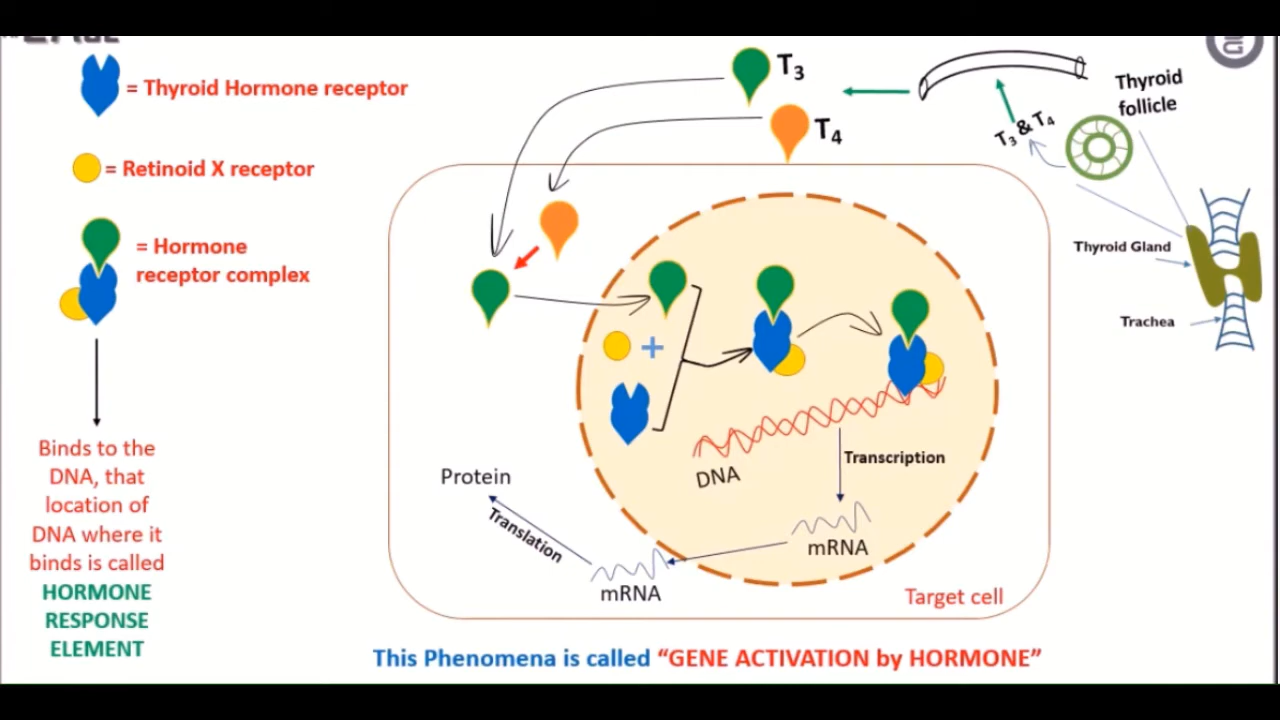 = Thyroid Hormone receptor
= Retinoid X receptor
= Hormone
receptor complex
Binds to the
DNA, that
location of
DNA where it
binds is called
HORMONE
RESPONSE
ELEMENT
T3
T4
T3 & T4
Thyroid
follicle
Thyroid Gland
Trachea
+
DNA
Transcription
mRNA
mRNA
Translation
Protein
Target cell
This Phenomena is called "GENE ACTIVATION by HORMONE"